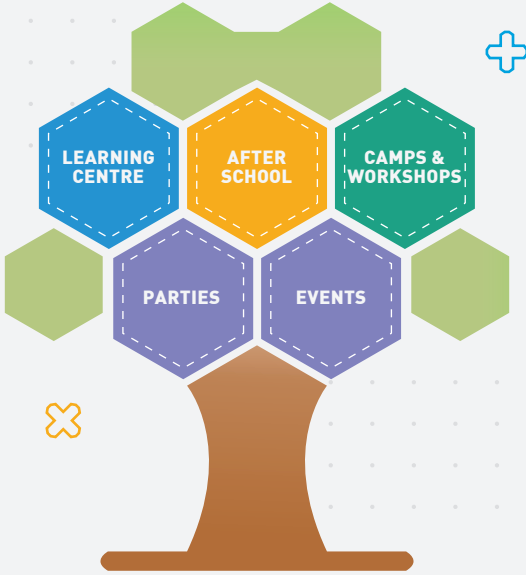 LEARNING
CENTRE
AFTER
SCHOOL
CAMPS &
WORKSHOPS
PARTIES
EVENTS